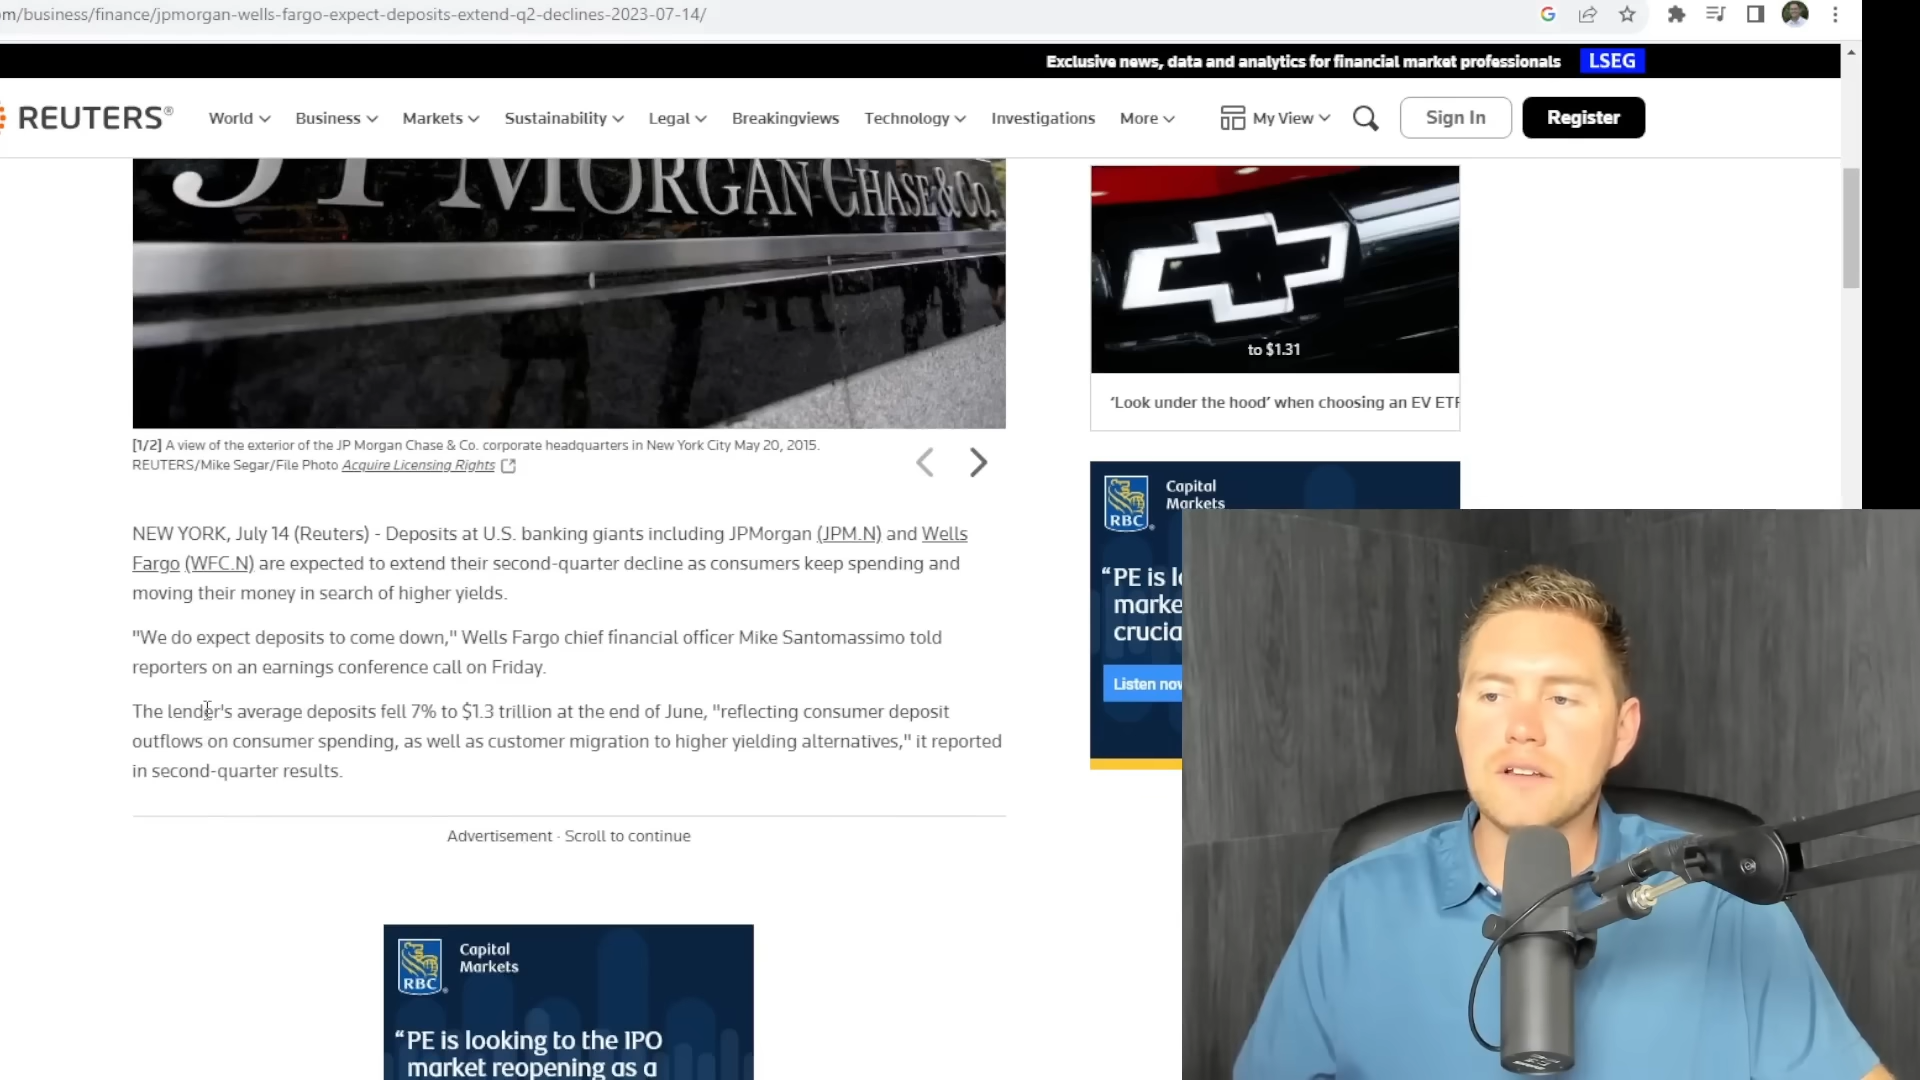 om/business/finance/jpmorgan-wells-fargo-expect-deposits-extend-q2-declines-2023-07-14/
Exclusive news, data and analytics for financial market professionals LSEG
REUTERS®
World Business Markets Sustainability Legal Breakingviews Technology Investigations More My View Sign In Register
JP MORGAN CHASE & CO.
to $1.31
‘Look under the hood’ when choosing an EV ETF
[1/2] A view of the exterior of the JP Morgan Chase & Co. corporate headquarters in New York City May 20, 2015.
REUTERS/Mike Segar/File Photo Acquire Licensing Rights
NEW YORK, July 14 (Reuters) - Deposits at U.S. banking giants including JPMorgan (JPM.N) and Wells
Fargo (WFC.N) are expected to extend their second-quarter decline as consumers keep spending and
moving their money in search of higher yields.
"We do expect deposits to come down," Wells Fargo chief financial officer Mike Santomassimo told
reporters on an earnings conference call on Friday.
The lender's average deposits fell 7% to $1.3 trillion at the end of June, "reflecting consumer deposit
outflows on consumer spending, as well as customer migration to higher yielding alternatives," it reported
in second-quarter results.
Advertisement · Scroll to continue
RBC®
Capital
Markets
“PE is looking to the IPO
market reopening as a
RBC®
Capital
Markets
“PE is l
marke
crucia
Listen now